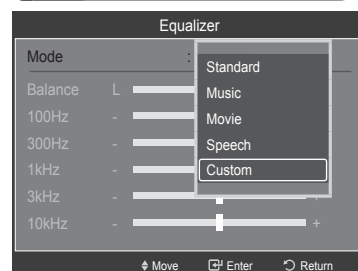 Equalizer
Mode :
Standard
Balance L
Music
100Hz -
Movie
300Hz -
Speech
1kHz -
Custom
3kHz - +
10kHz - +
Move Enter Return